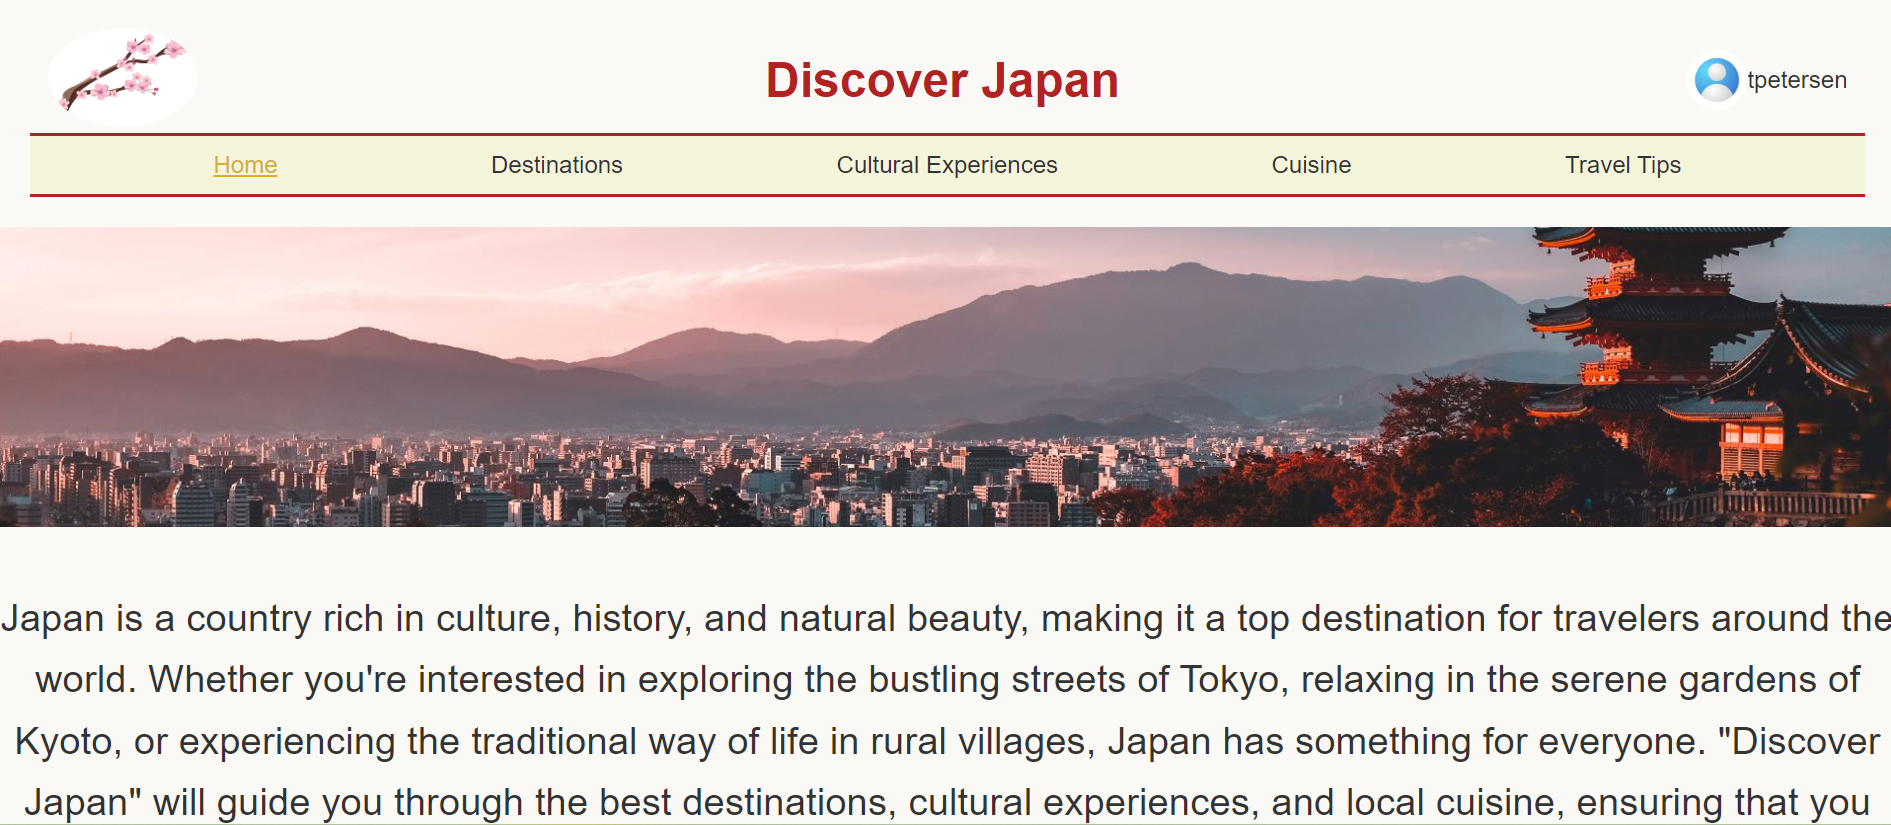 Discover Japan
tpetersen
Home Destinations Cultural Experiences Cuisine Travel Tips
Japan is a country rich in culture, history, and natural beauty, making it a top destination for travelers around the
world. Whether you're interested in exploring the bustling streets of Tokyo, relaxing in the serene gardens of
Kyoto, or experiencing the traditional way of life in rural villages, Japan has something for everyone. "Discover
Japan" will guide you through the best destinations, cultural experiences, and local cuisine, ensuring that you